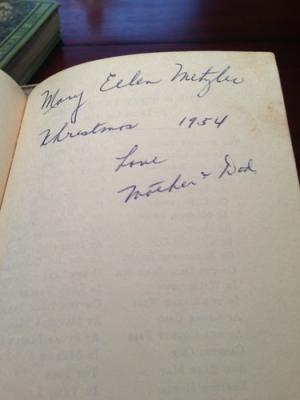 Mary Ellen Metzler
Christmas 1954
Love
Mother & Dad